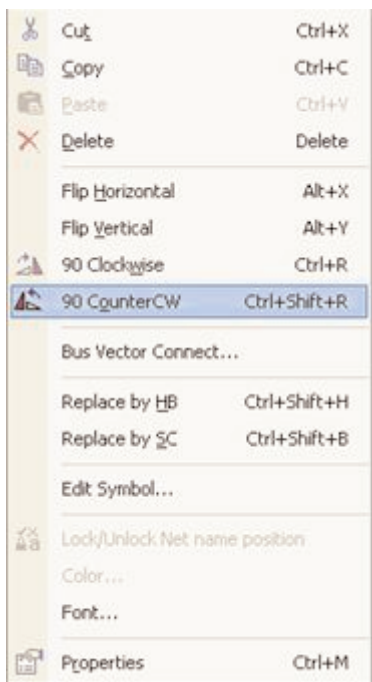 Cut Ctrl+X
Copy Ctrl+C
Paste Ctrl+V
Delete Delete
Flip Horizontal Alt+X
Flip Vertical Alt+Y
90 Clockwise Ctrl+R
90 CounterCW Ctrl+Shift+R
Bus Vector Connect...
Replace by HB Ctrl+Shift+H
Replace by SC Ctrl+Shift+B
Edit Symbol...
Lock/Unlock Net name position
Color...
Font...
Properties Ctrl+M